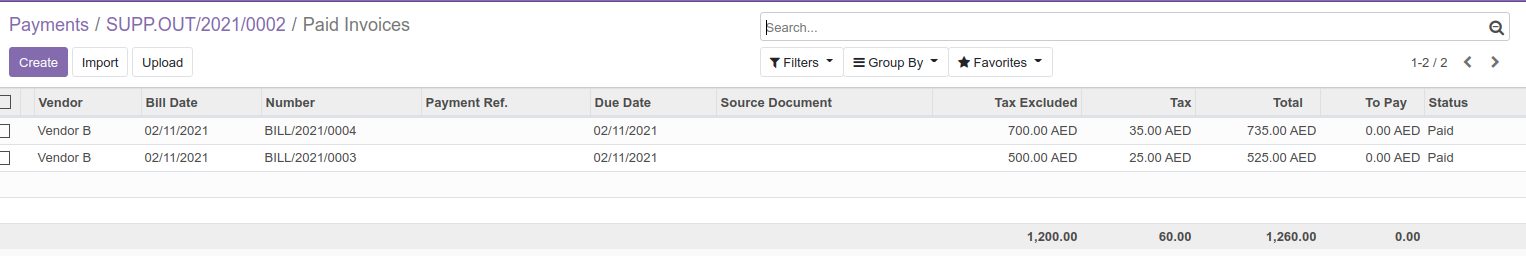 Payments / SUPP.OUT/2021/0002 / Paid Invoices
Search...
Create Import Upload
Filters Group By Favorites 1-2 / 2
Vendor Bill Date Number Payment Ref. Due Date Source Document Tax Excluded Tax Total To Pay Status
Vendor B 02/11/2021 BILL/2021/0004 02/11/2021 700.00 AED 35.00 AED 735.00 AED 0.00 AED Paid
Vendor B 02/11/2021 BILL/2021/0003 02/11/2021 500.00 AED 25.00 AED 525.00 AED 0.00 AED Paid
1,200.00 60.00 1,260.00 0.00